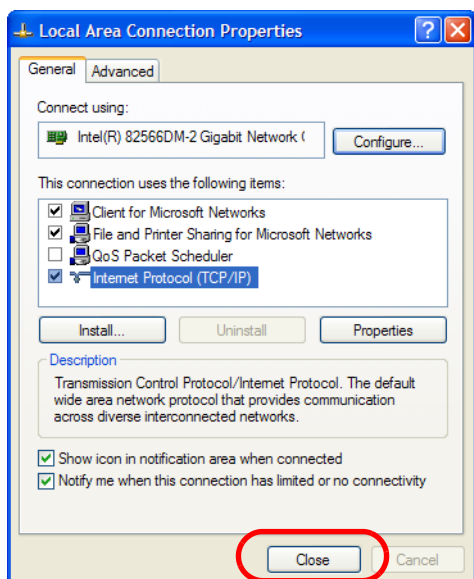 Local Area Connection Properties
General Advanced
Connect using:
Intel(R) 82566DM-2 Gigabit Network (
Configure...
This connection uses the following items:
Client for Microsoft Networks
File and Printer Sharing for Microsoft Networks
QoS Packet Scheduler
Internet Protocol (TCP/IP)
Install... Uninstall Properties
Description
Transmission Control Protocol/Internet Protocol. The default
wide area network protocol that provides communication
across diverse interconnected networks.
Show icon in notification area when connected
Notify me when this connection has limited or no connectivity
Close Cancel